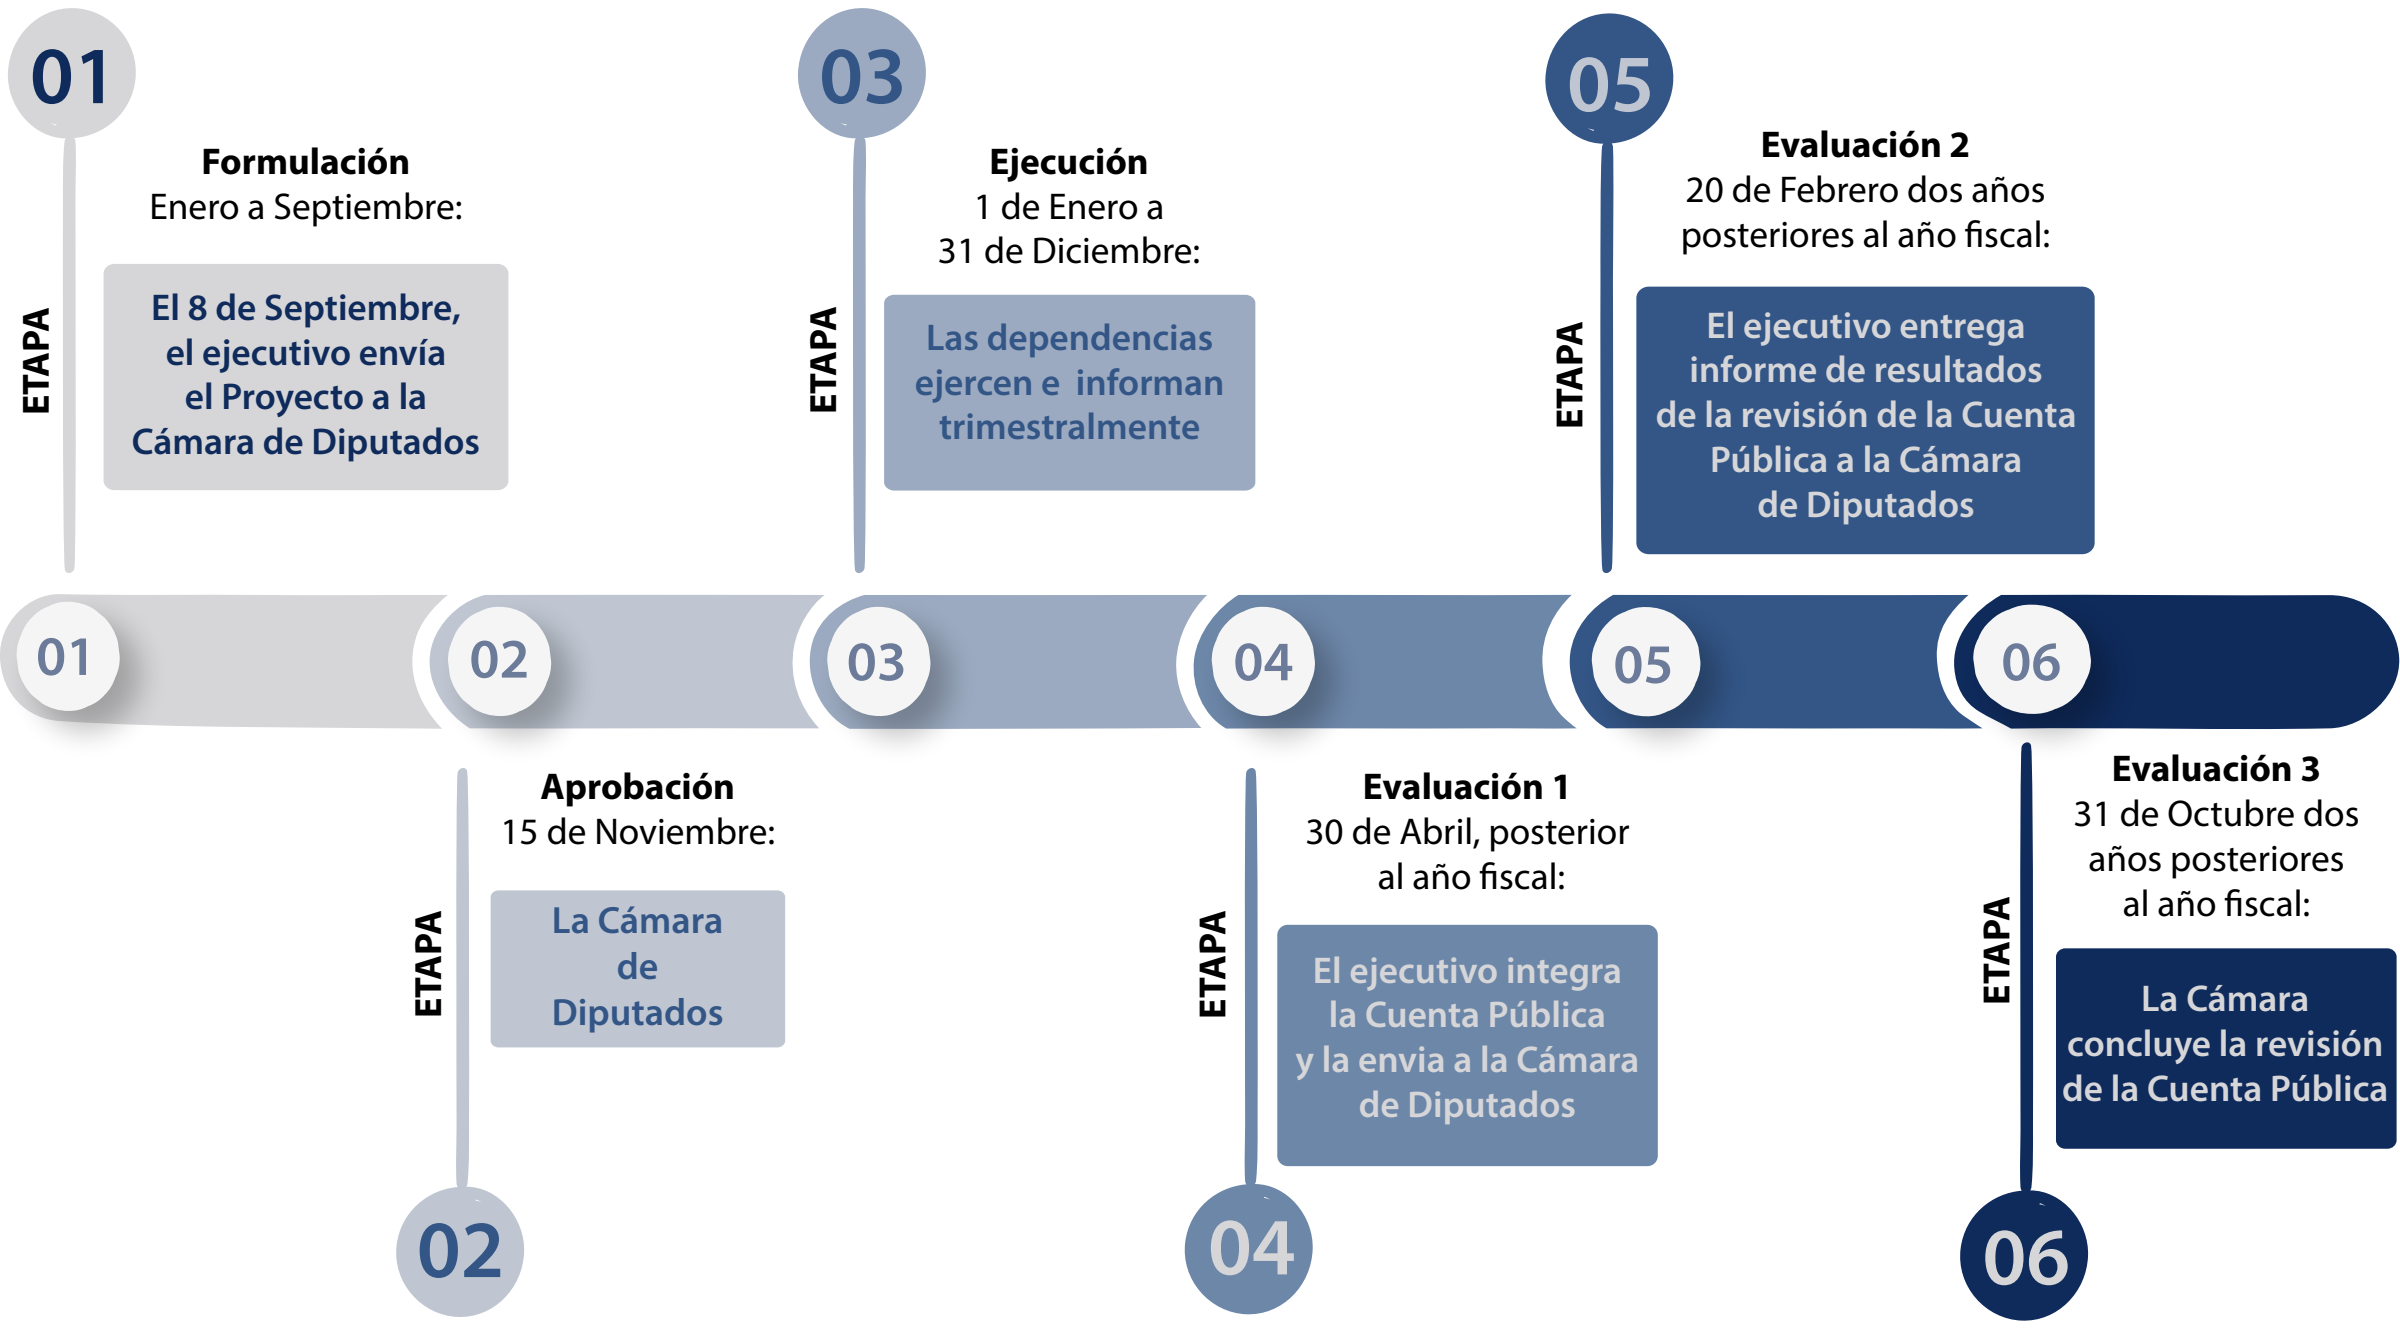 01
ETAPA
Formulación
Enero a Septiembre:
El 8 de Septiembre,
el ejecutivo envía
el Proyecto a la
Cámara de Diputados
03
ETAPA
Ejecución
1 de Enero a
31 de Diciembre:
Las dependencias
ejercen e informan
trimestralmente
05
ETAPA
Evaluación 2
20 de Febrero dos años
posteriores al año fiscal:
El ejecutivo entrega
informe de resultados
de la revisión de la Cuenta
Pública a la Cámara
de Diputados
01
02
03
04
05
06
ETAPA
Aprobación
15 de Noviembre:
La Cámara
de
Diputados
02
ETAPA
Evaluación 1
30 de Abril, posterior
al año fiscal:
El ejecutivo integra
la Cuenta Pública
y la envia a la Cámara
de Diputados
04
ETAPA
Evaluación 3
31 de Octubre dos
años posteriores
al año fiscal:
La Cámara
concluye la revisión
de la Cuenta Pública
06